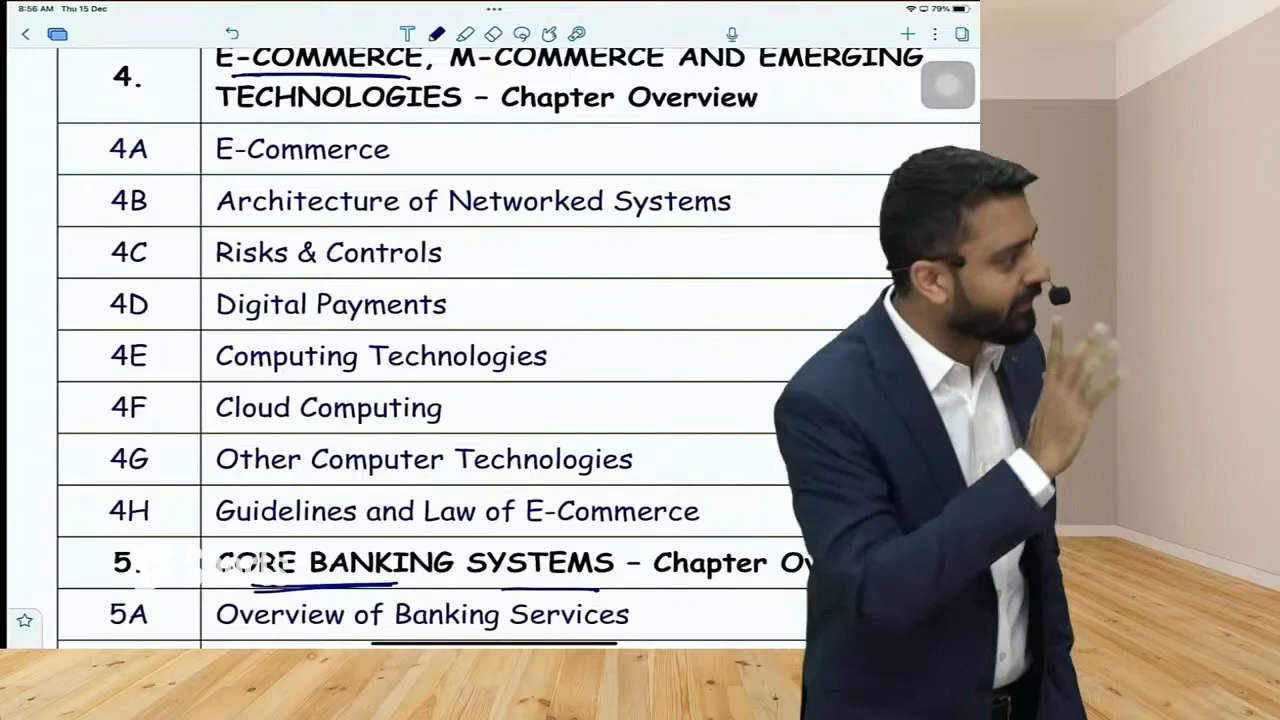 8:56 AM Thu 15 Dec
79%
4. E-COMMERCE, M-COMMERCE AND EMERGING
TECHNOLOGIES – Chapter Overview
4A E-Commerce
4B Architecture of Networked Systems
4C Risks & Controls
4D Digital Payments
4E Computing Technologies
4F Cloud Computing
4G Other Computer Technologies
4H Guidelines and Law of E-Commerce
5. CORE BANKING SYSTEMS – Chapter
5A Overview of Banking Services